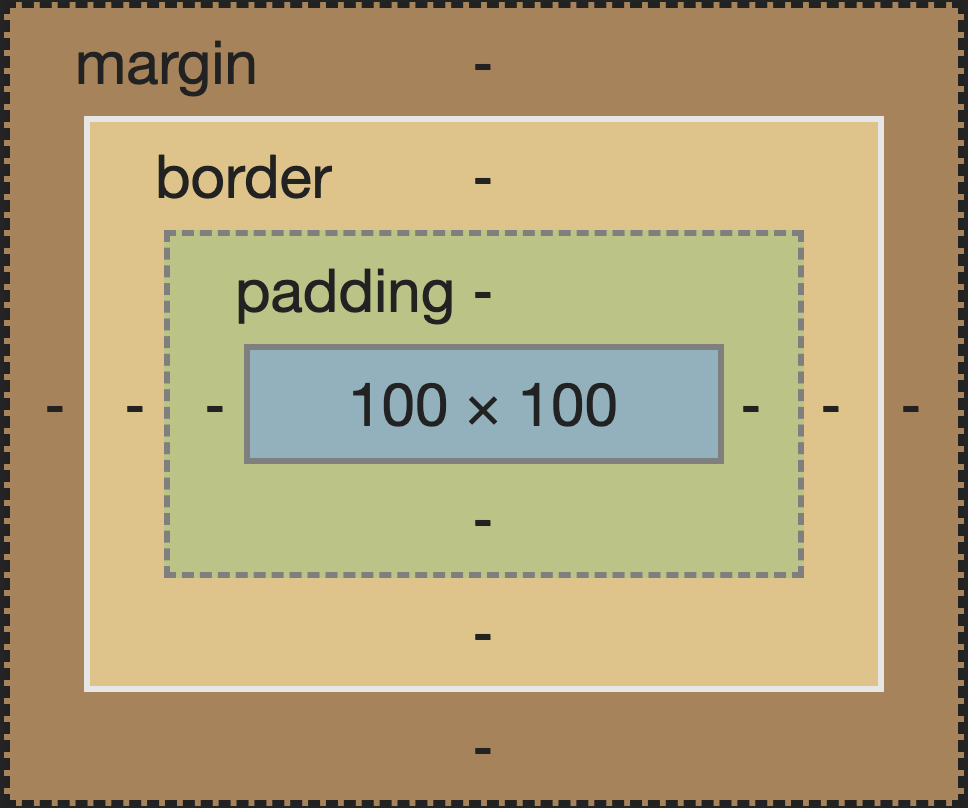 margin -
border -
padding -
- - - 100 × 100 - - -
-
-
-